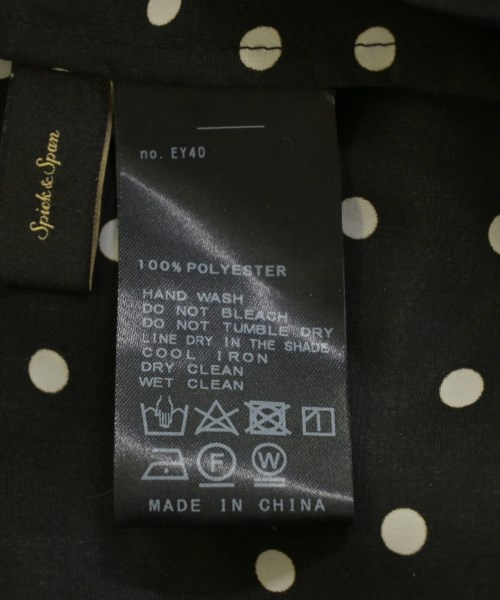 Spick & Span
no. EY40
100% POLYESTER
HAND WASH
DO NOT BLEACH
DO NOT TUMBLE DRY
LINE DRY IN THE SHADE
COOL IRON
DRY CLEAN
WET CLEAN
F W
MADE IN CHINA